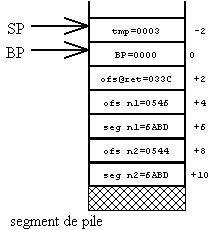 SP
tmp=0003 -2
BP
BP=0000 0
ofs@ret=033C +2
ofs n1=0546 +4
seg n1=6ABD +6
ofs n2=0544 +8
seg n2=6ABD +10
segment de pile